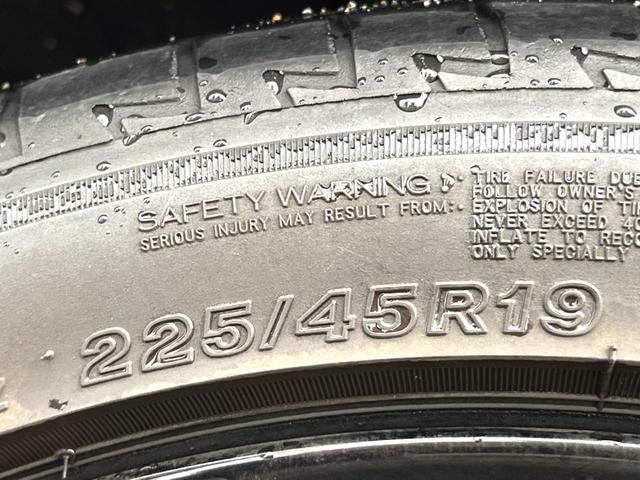 SAFETY WARNING
SERIOUS INJURY MAY RESULT FROM:
TIRE FAILURE DUE
FOLLOW OWNER'S
EXPLOSION OF
NEVER EXCEED 40
INFLATE TO
ONLY SPECIALLY
225/45R19